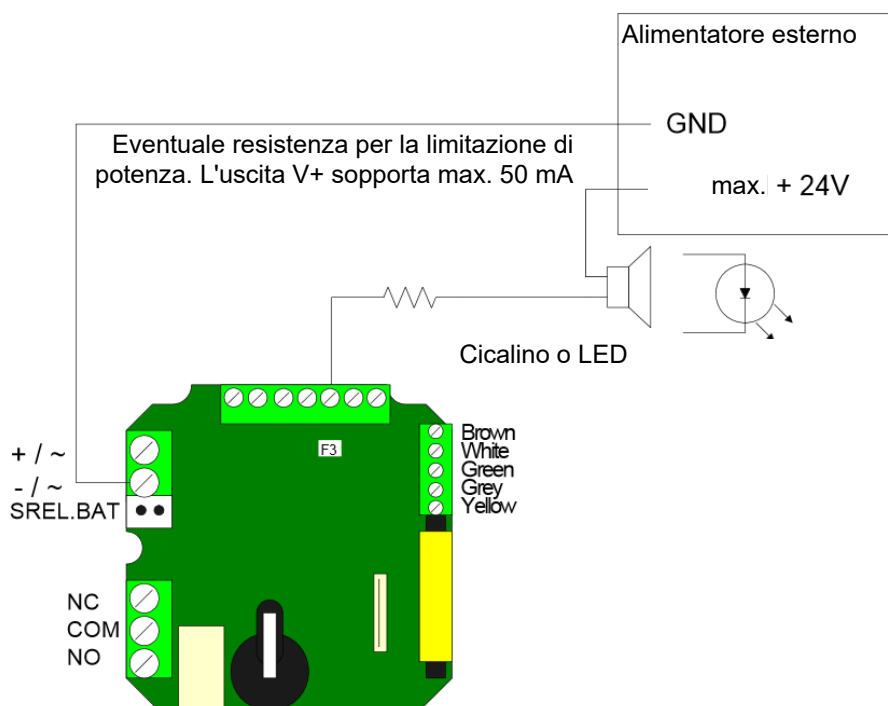 Alimentatore esterno
GND
Eventuale resistenza per la limitazione di
potenza. L'uscita V+ sopporta max. 50 mA
max. + 24V
Cicalino o LED
F3
Brown
White
Green
Grey
Yellow
+ / ~
- / ~
SREL.BAT
NC
COM
NO